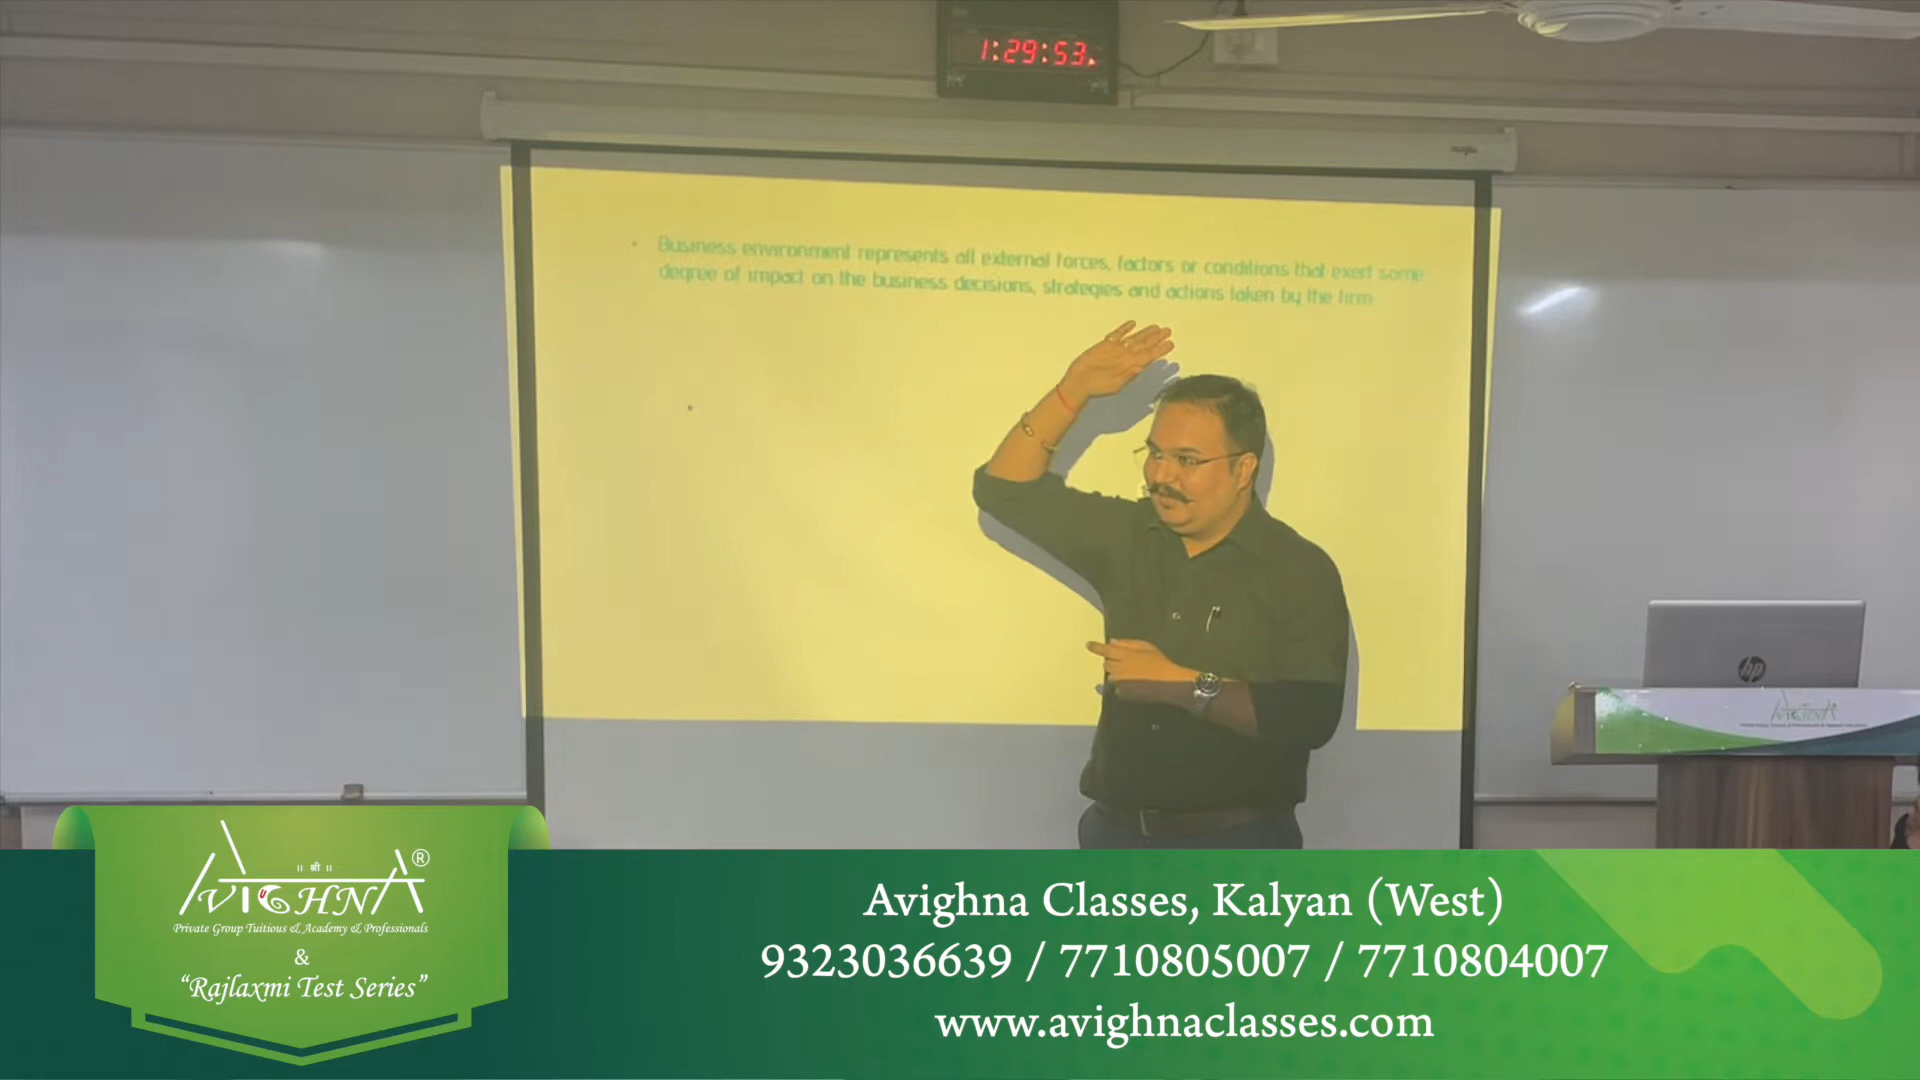 1:29:53
Business environment represents all external forces, factors or conditions that exert some
degree of impact on the business decisions, strategies and actions taken by the firm
hp
AVIGHNA
॥ श्री ॥
AVIGHNA ®
Private Group Tuitious & Academy & Professionals
&
“Rajlaxmi Test Series”
Avighna Classes, Kalyan (West)
9323036639 / 7710805007 / 7710804007
www.avighnaclasses.com